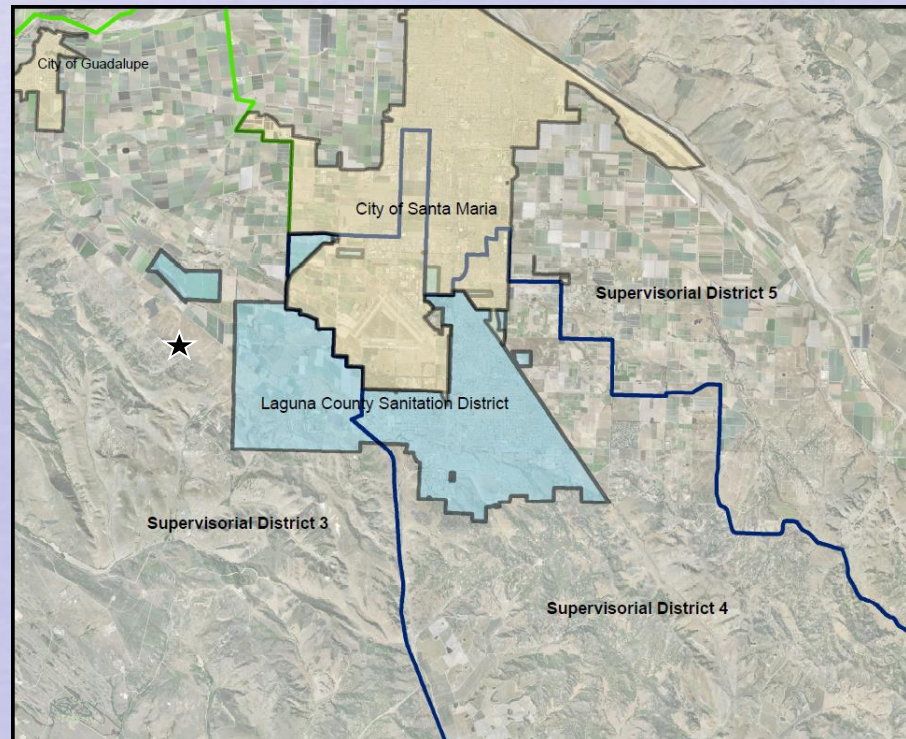 City of Guadalupe
City of Santa Maria
Supervisorial District 5
Laguna County Sanitation District
Supervisorial District 3
Supervisorial District 4